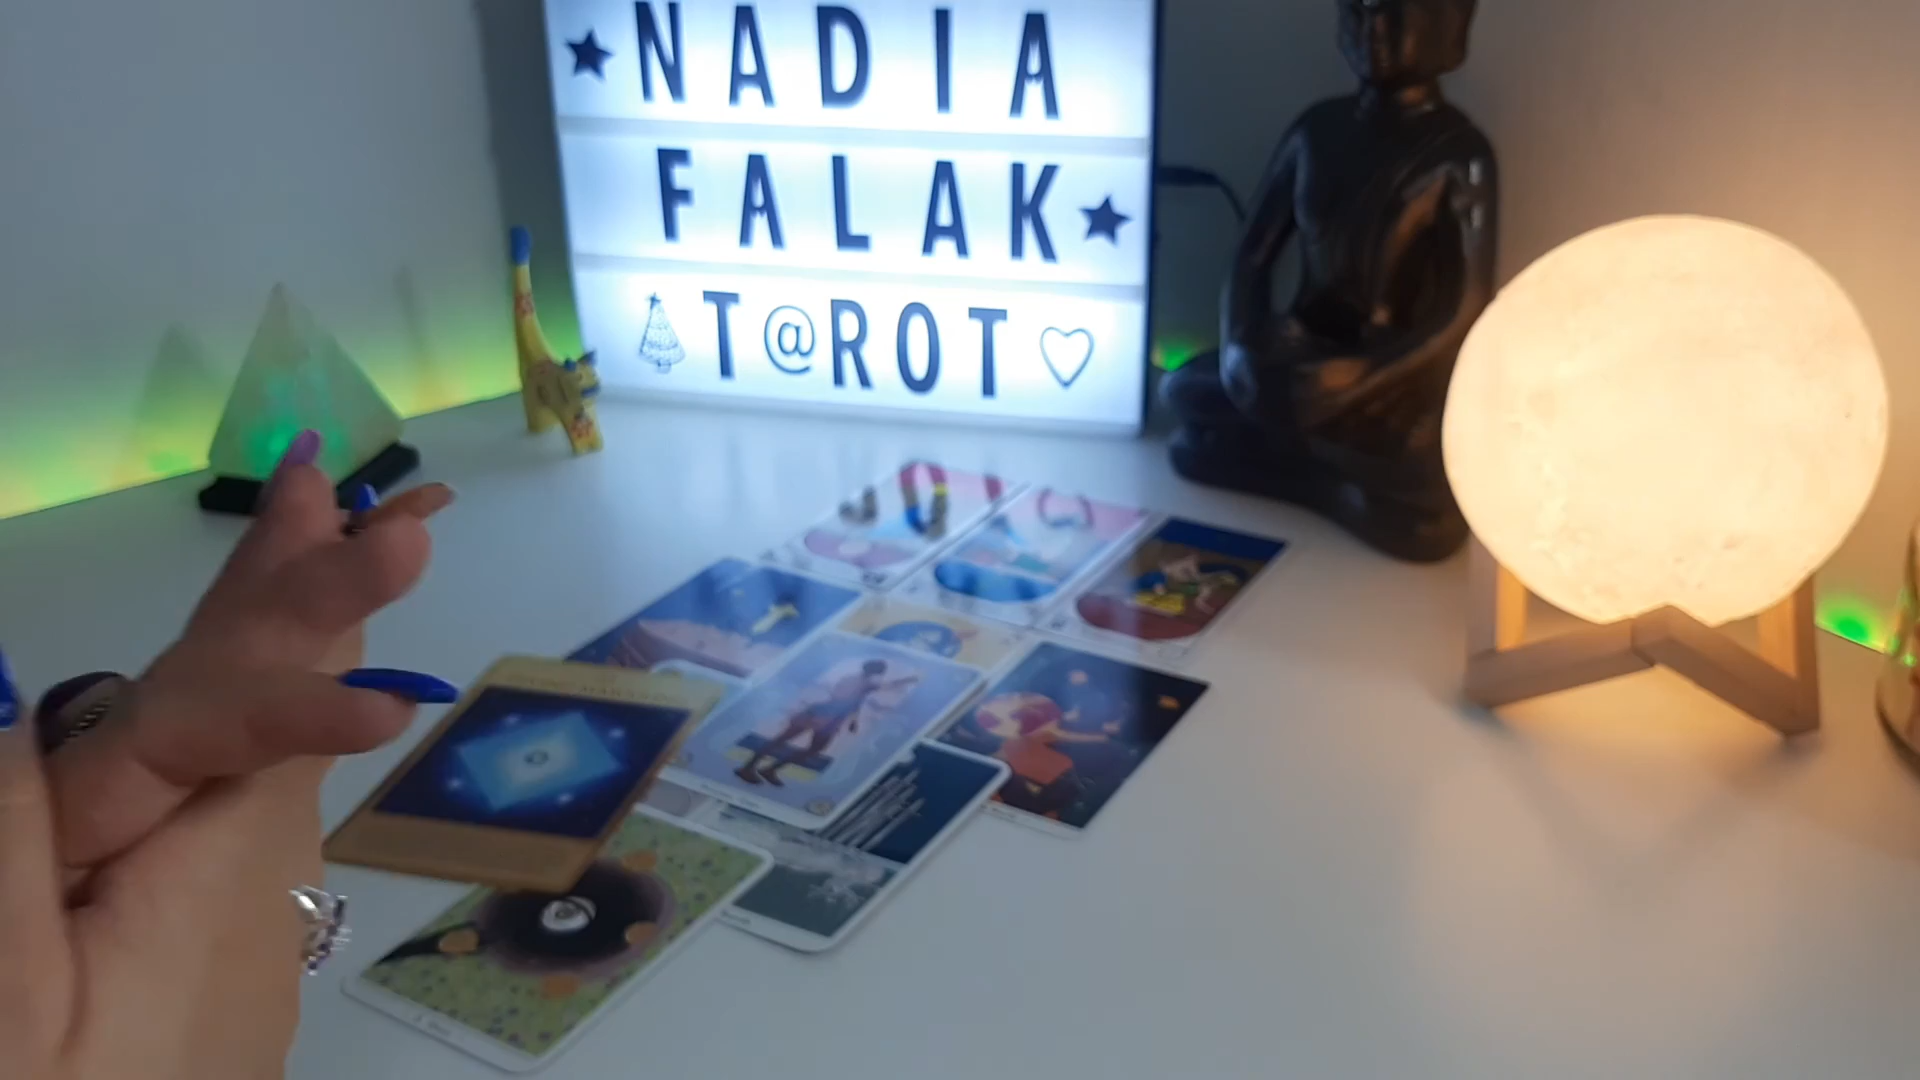 ★ NADIA
FALAK ★
T@ROT ♡